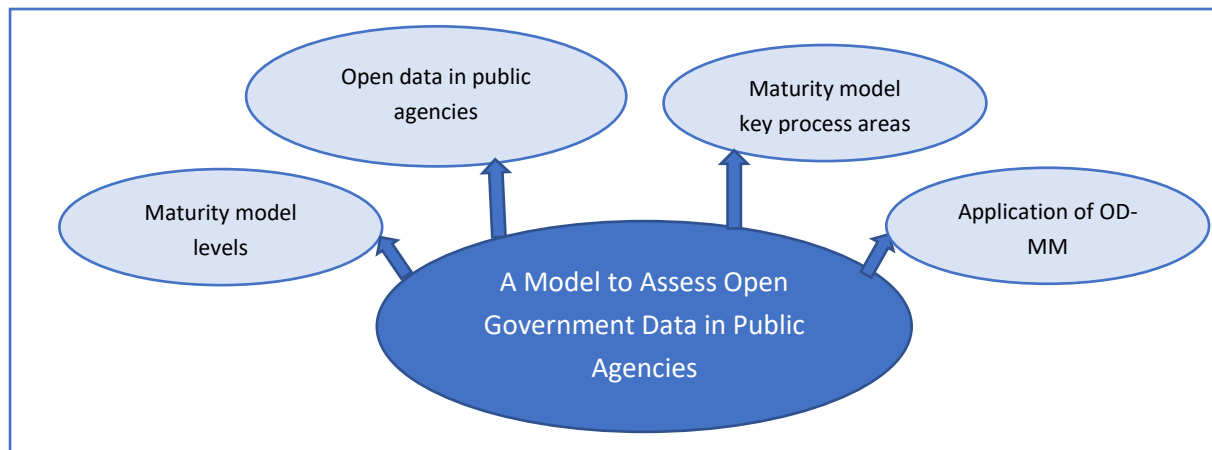 Open data in public
agencies
Maturity model
key process areas
Maturity model
levels
Application of OD-
MM
A Model to Assess Open
Government Data in Public
Agencies